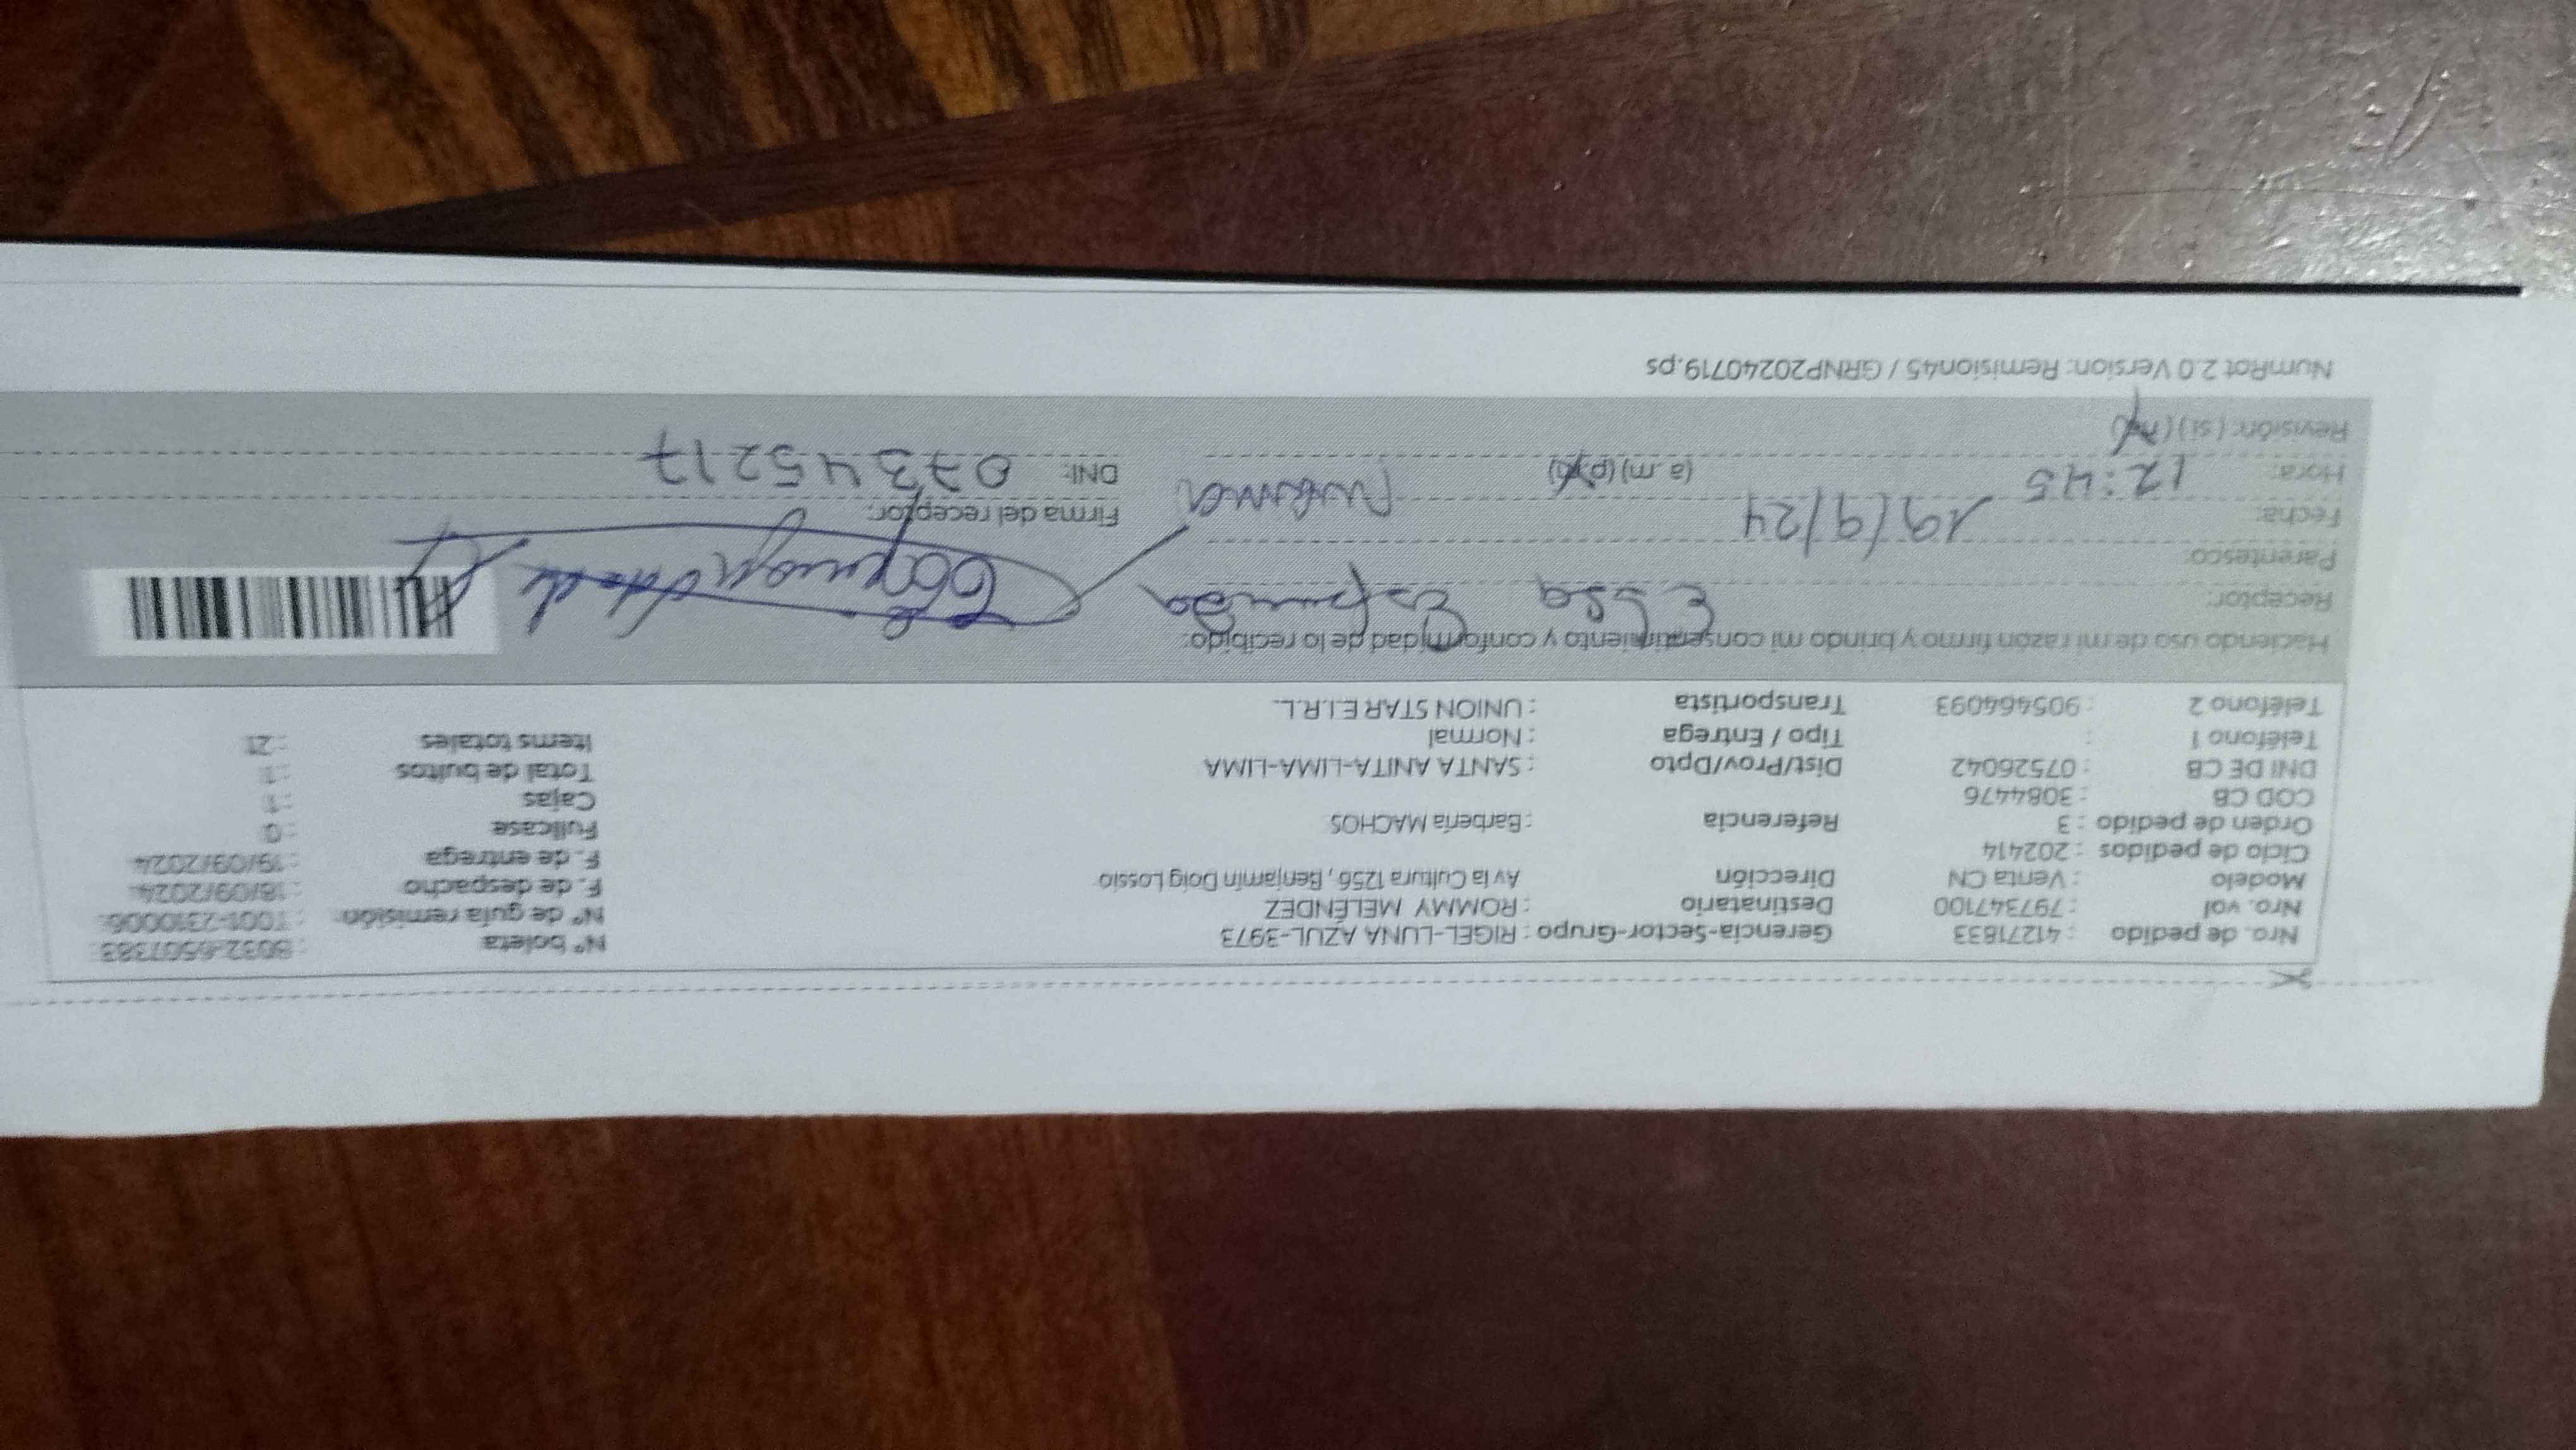 Nro. de pedido : 41271833 Gerencia-Sector-Grupo : RIGEL-LUNA AZUL-3973 N° boleta : B032-6507383
Nro. vol : 797347100 Destinatario : ROMMY MELÉNDEZ N° de guía remisión : T001-2310006
Modelo : Venta CN Dirección Av la Cultura 1256, Benjamin Doig Lossio F. de despacho : 18/09/2024
Ciclo de pedidos : 202414 F. de entrega : 19/09/2024
Orden de pedido : 3 Referencia : Barbería MACHOS Fullcase : 0
COD CB : 3084476 Cajas : 1
DNI DE CB : 07526042 Dist/Prov/Dpto : SANTA ANITA-LIMA-LIMA Total de bultos : 1
Teléfono 1 : Tipo / Entrega : Normal Items totales : 21
Teléfono 2 : 905464093 Transportista : UNION STAR E.I.R.L.
Haciendo uso de mi razón firmo y brindo mi consentimiento y conformidad de lo recibido:
Receptor: Elsa Espinoza
Parentesco: Mamá
Fecha: 19/9/24 Firma del receptor:
Hora: 12:45 (a.m) (p.m) DNI: 07345217
Revisión: (si) (no)
NumRot 2.0 Version: Remision45 / GRNP20240719.ps